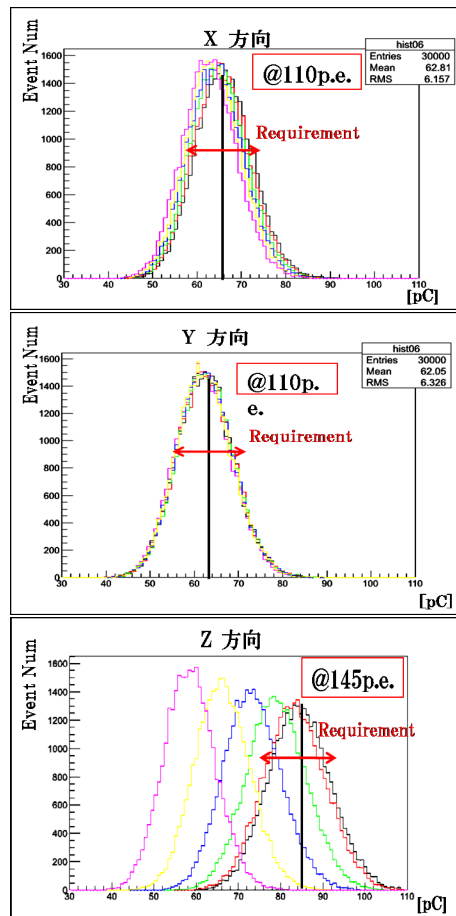 X 方向
hist06
Entries 30000
Mean 62.81
RMS 6.157
@110p.e.
Requirement
Event Num
1600
1400
1200
1000
800
600
400
200
0
30 40 50 60 70 80 90 100 110
[pC]
Y 方向
hist06
Entries 30000
Mean 62.05
RMS 6.326
@110p.
e.
Requirement
Event Num
1600
1400
1200
1000
800
600
400
200
0
30 40 50 60 70 80 90 100 110
[pC]
Z 方向
@145p.e.
Requirement
Event Num
1600
1400
1200
1000
800
600
400
200
0
30 40 50 60 70 80 90 100 110
[pC]